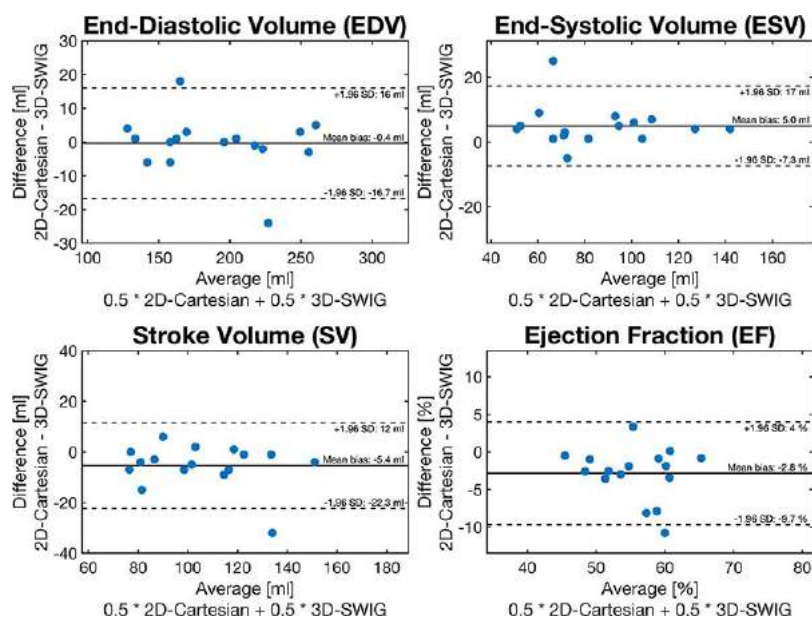 End-Diastolic Volume (EDV)
Difference [ml]
2D-Cartesian - 3D-SWIG
30
20
10
0
-10
-20
-30
+1.96 SD: 16 ml
Mean bias: -0.4 ml
-1.96 SD: -16.7 ml
100 150 200 250 300
Average [ml]
0.5 * 2D-Cartesian + 0.5 * 3D-SWIG
End-Systolic Volume (ESV)
Difference [ml]
2D-Cartesian - 3D-SWIG
20
0
-20
+1.96 SD: 17 ml
Mean bias: 5.0 ml
-1.96 SD: -7.3 ml
40 60 80 100 120 140 160
Average [ml]
0.5 * 2D-Cartesian + 0.5 * 3D-SWIG
Stroke Volume (SV)
Difference [ml]
2D-Cartesian - 3D-SWIG
40
20
0
-20
-40
+1.96 SD: 12 ml
Mean bias: -5.4 ml
-1.96 SD: -22.3 ml
60 80 100 120 140 160 180
Average [ml]
0.5 * 2D-Cartesian + 0.5 * 3D-SWIG
Ejection Fraction (EF)
Difference [%]
2D-Cartesian - 3D-SWIG
10
5
0
-5
-10
+1.96 SD: 4 %
Mean bias: -2.8 %
-1.96 SD: -9.7 %
40 50 60 70 80
Average [%]
0.5 * 2D-Cartesian + 0.5 * 3D-SWIG